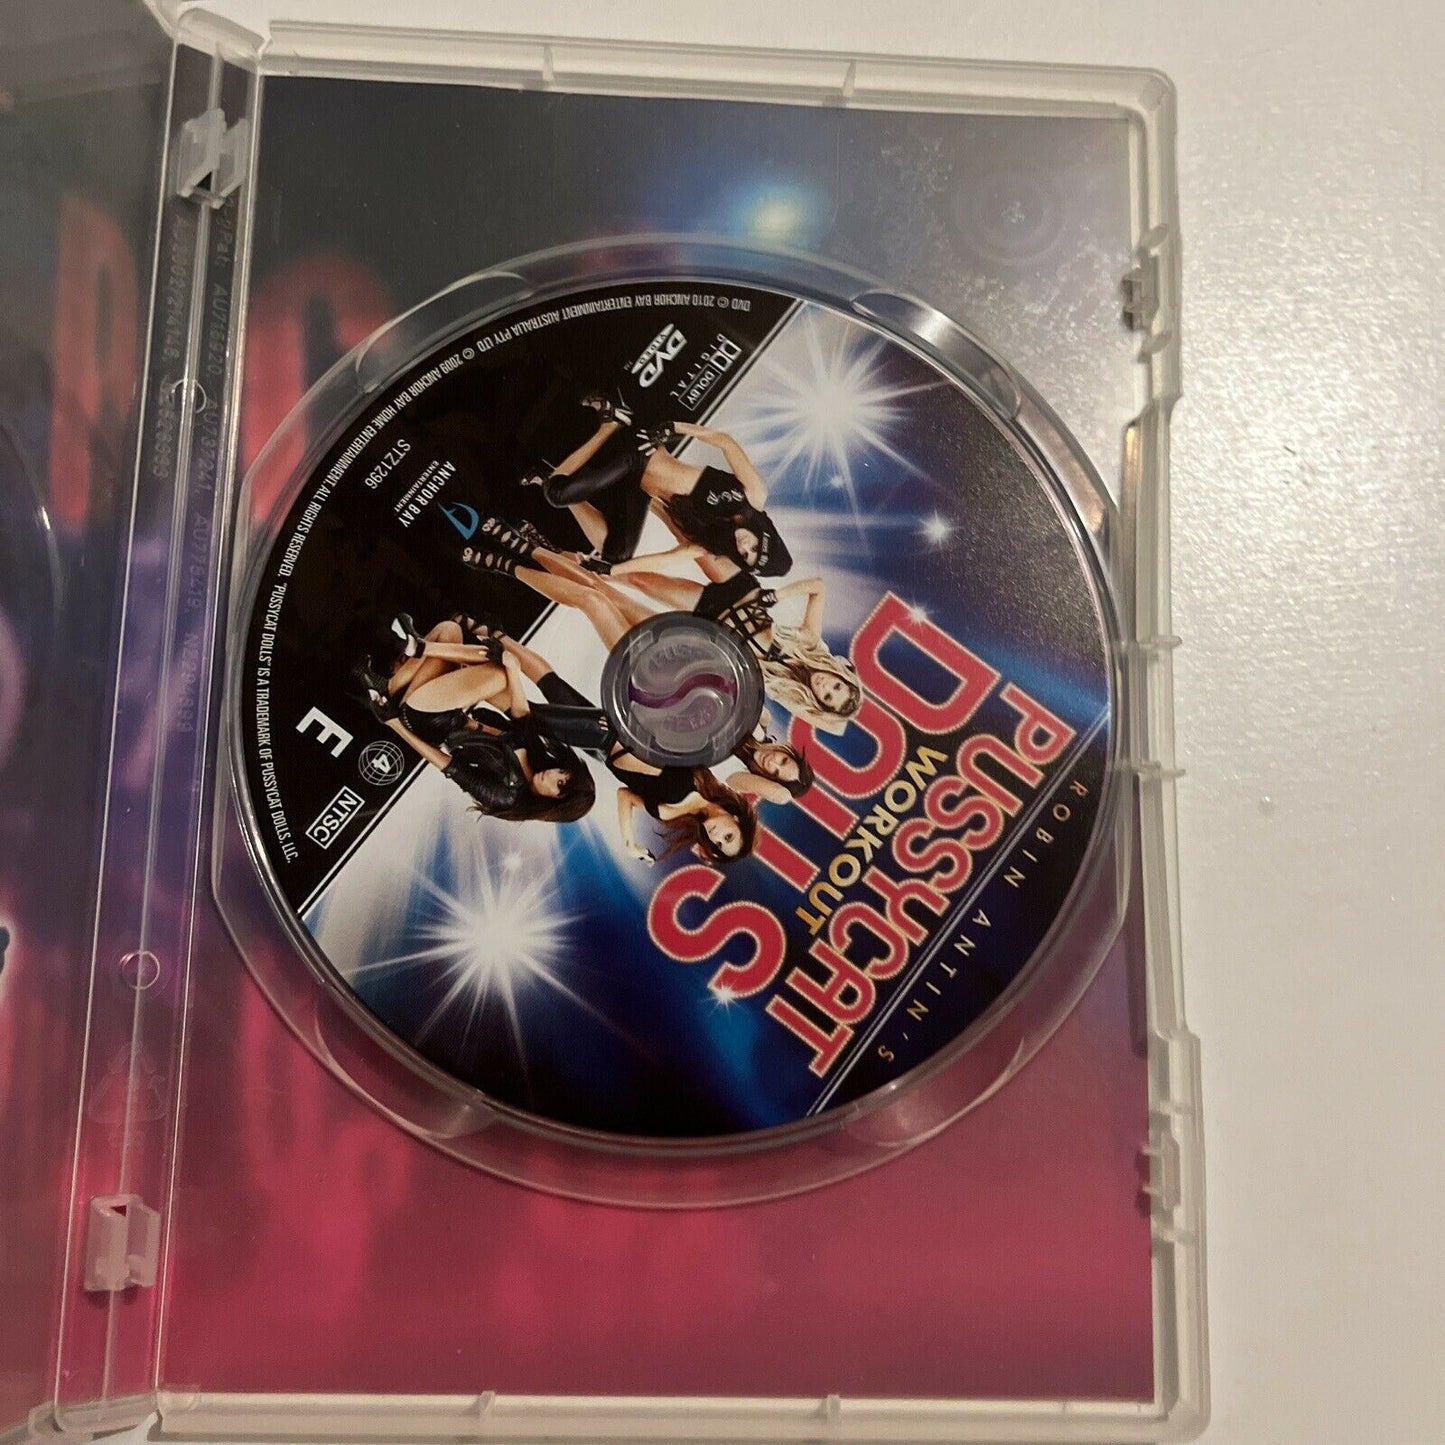 ROBIN ANTIN'S
PUSSYCAT
DOLLS
WORKOUT
DOLBY
DIGITAL
DVD
VIDEO
TM
ANCHOR BAY
ENTERTAINMENT
STZ1296
E
4
NTSC
DVD © 2010 ANCHOR BAY ENTERTAINMENT AUSTRALIA PTY LTD © 2009 ANCHOR BAY HOME ENTERTAINMENT. ALL RIGHTS RESERVED. "PUSSYCAT DOLLS" IS A TRADEMARK OF PUSSYCAT DOLLS, LLC.